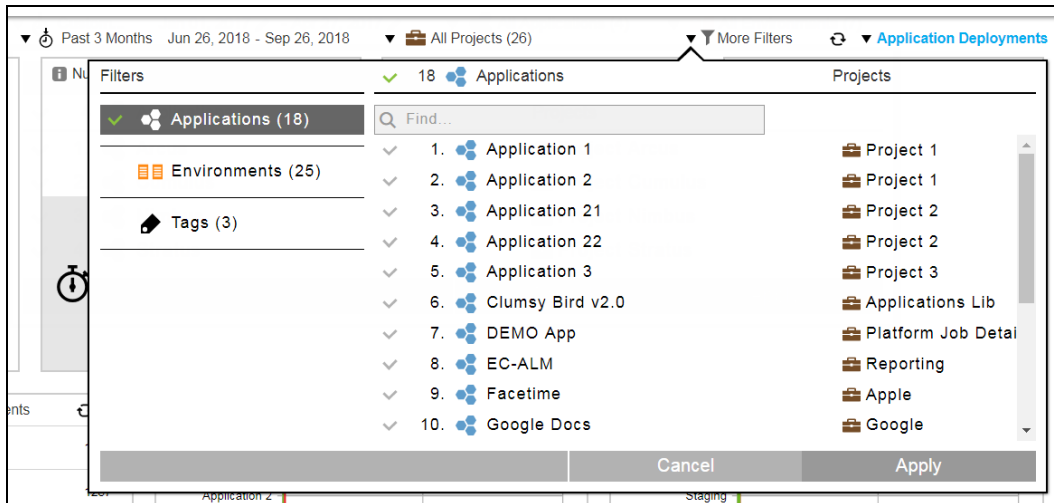 Past 3 Months Jun 26, 2018 - Sep 26, 2018 All Projects (26) More Filters Application Deployments
Filters
18 Applications Projects
Applications (18)
Find...
Environments (25)
Tags (3)
1. Application 1 Project 1
2. Application 2 Project 1
3. Application 21 Project 2
4. Application 22 Project 2
5. Application 3 Project 3
6. Clumsy Bird v2.0 Applications Lib
7. DEMO App Platform Job Detai
8. EC-ALM Reporting
9. Facetime Apple
10. Google Docs Google
Cancel Apply
Application 2 Staging